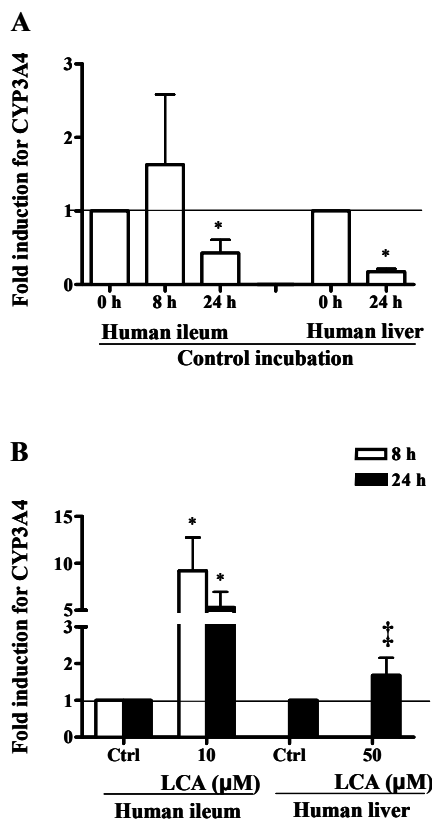 A
Fold induction for CYP3A4
3
2
1
0
*
*
0 h 8 h 24 h 0 h 24 h
Human ileum Human liver
Control incubation
B
8 h
24 h
Fold induction for CYP3A4
15
10
5
3
2
1
0
*
*
‡
Ctrl 10 Ctrl 50
LCA (µM) LCA (µM)
Human ileum Human liver